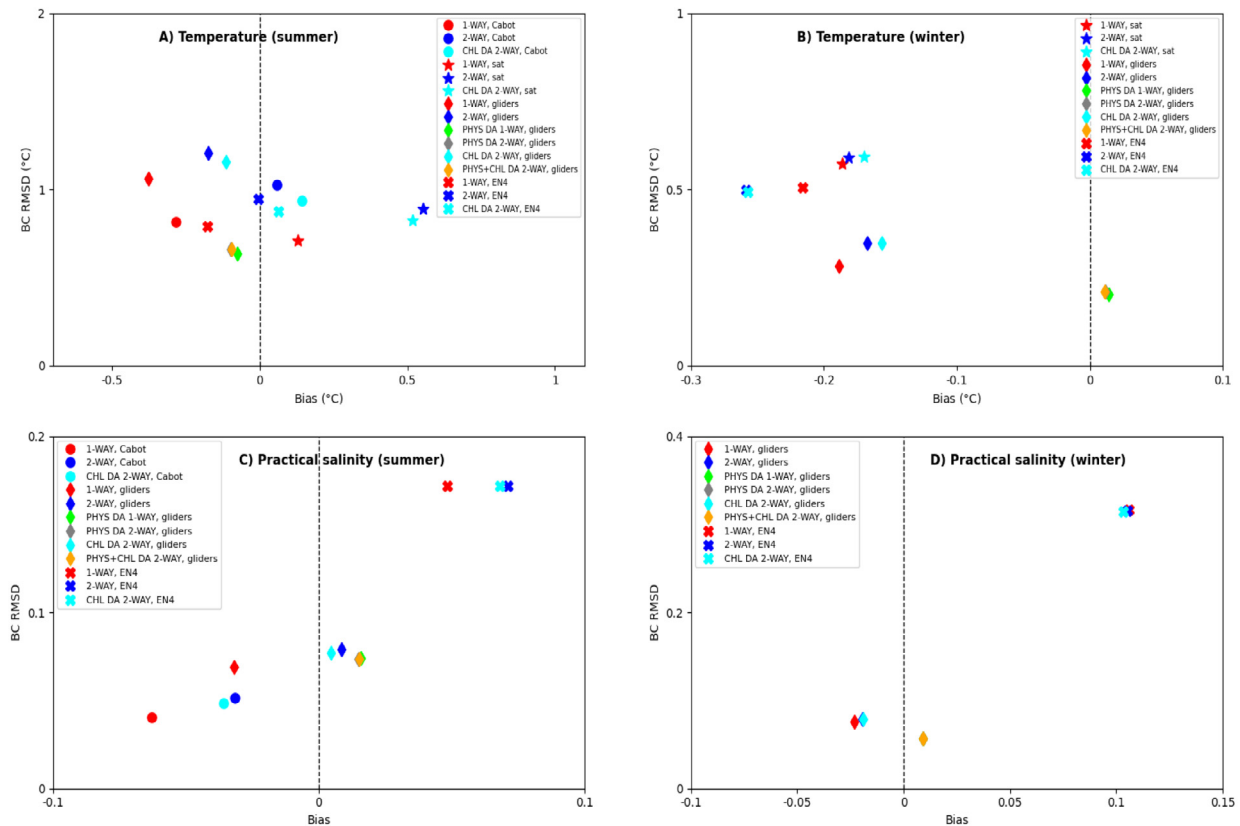 A) Temperature (summer)
1-WAY, Cabot
2-WAY, Cabot
CHL DA 2-WAY, Cabot
1-WAY, sat
2-WAY, sat
CHL DA 2-WAY, sat
1-WAY, gliders
2-WAY, gliders
PHYS DA 1-WAY, gliders
PHYS DA 2-WAY, gliders
CHL DA 2-WAY, gliders
PHYS+CHL DA 2-WAY, gliders
1-WAY, EN4
2-WAY, EN4
CHL DA 2-WAY, EN4
2
1
0
BC RMSD (°C)
-0.5 0 0.5 1
Bias (°C)
B) Temperature (winter)
1-WAY, sat
2-WAY, sat
CHL DA 2-WAY, sat
1-WAY, gliders
2-WAY, gliders
PHYS DA 1-WAY, gliders
PHYS DA 2-WAY, gliders
CHL DA 2-WAY, gliders
PHYS+CHL DA 2-WAY, gliders
1-WAY, EN4
2-WAY, EN4
CHL DA 2-WAY, EN4
1
0.5
0
BC RMSD (°C)
-0.3 -0.2 -0.1 0 0.1
Bias (°C)
C) Practical salinity (summer)
1-WAY, Cabot
2-WAY, Cabot
CHL DA 2-WAY, Cabot
1-WAY, gliders
2-WAY, gliders
PHYS DA 1-WAY, gliders
PHYS DA 2-WAY, gliders
CHL DA 2-WAY, gliders
PHYS+CHL DA 2-WAY, gliders
1-WAY, EN4
2-WAY, EN4
CHL DA 2-WAY, EN4
0.2
0.1
0
BC RMSD
-0.1 0 0.1
Bias
D) Practical salinity (winter)
1-WAY, gliders
2-WAY, gliders
PHYS DA 1-WAY, gliders
PHYS DA 2-WAY, gliders
CHL DA 2-WAY, gliders
PHYS+CHL DA 2-WAY, gliders
1-WAY, EN4
2-WAY, EN4
CHL DA 2-WAY, EN4
0.4
0.2
0
BC RMSD
-0.1 -0.05 0 0.05 0.1 0.15
Bias